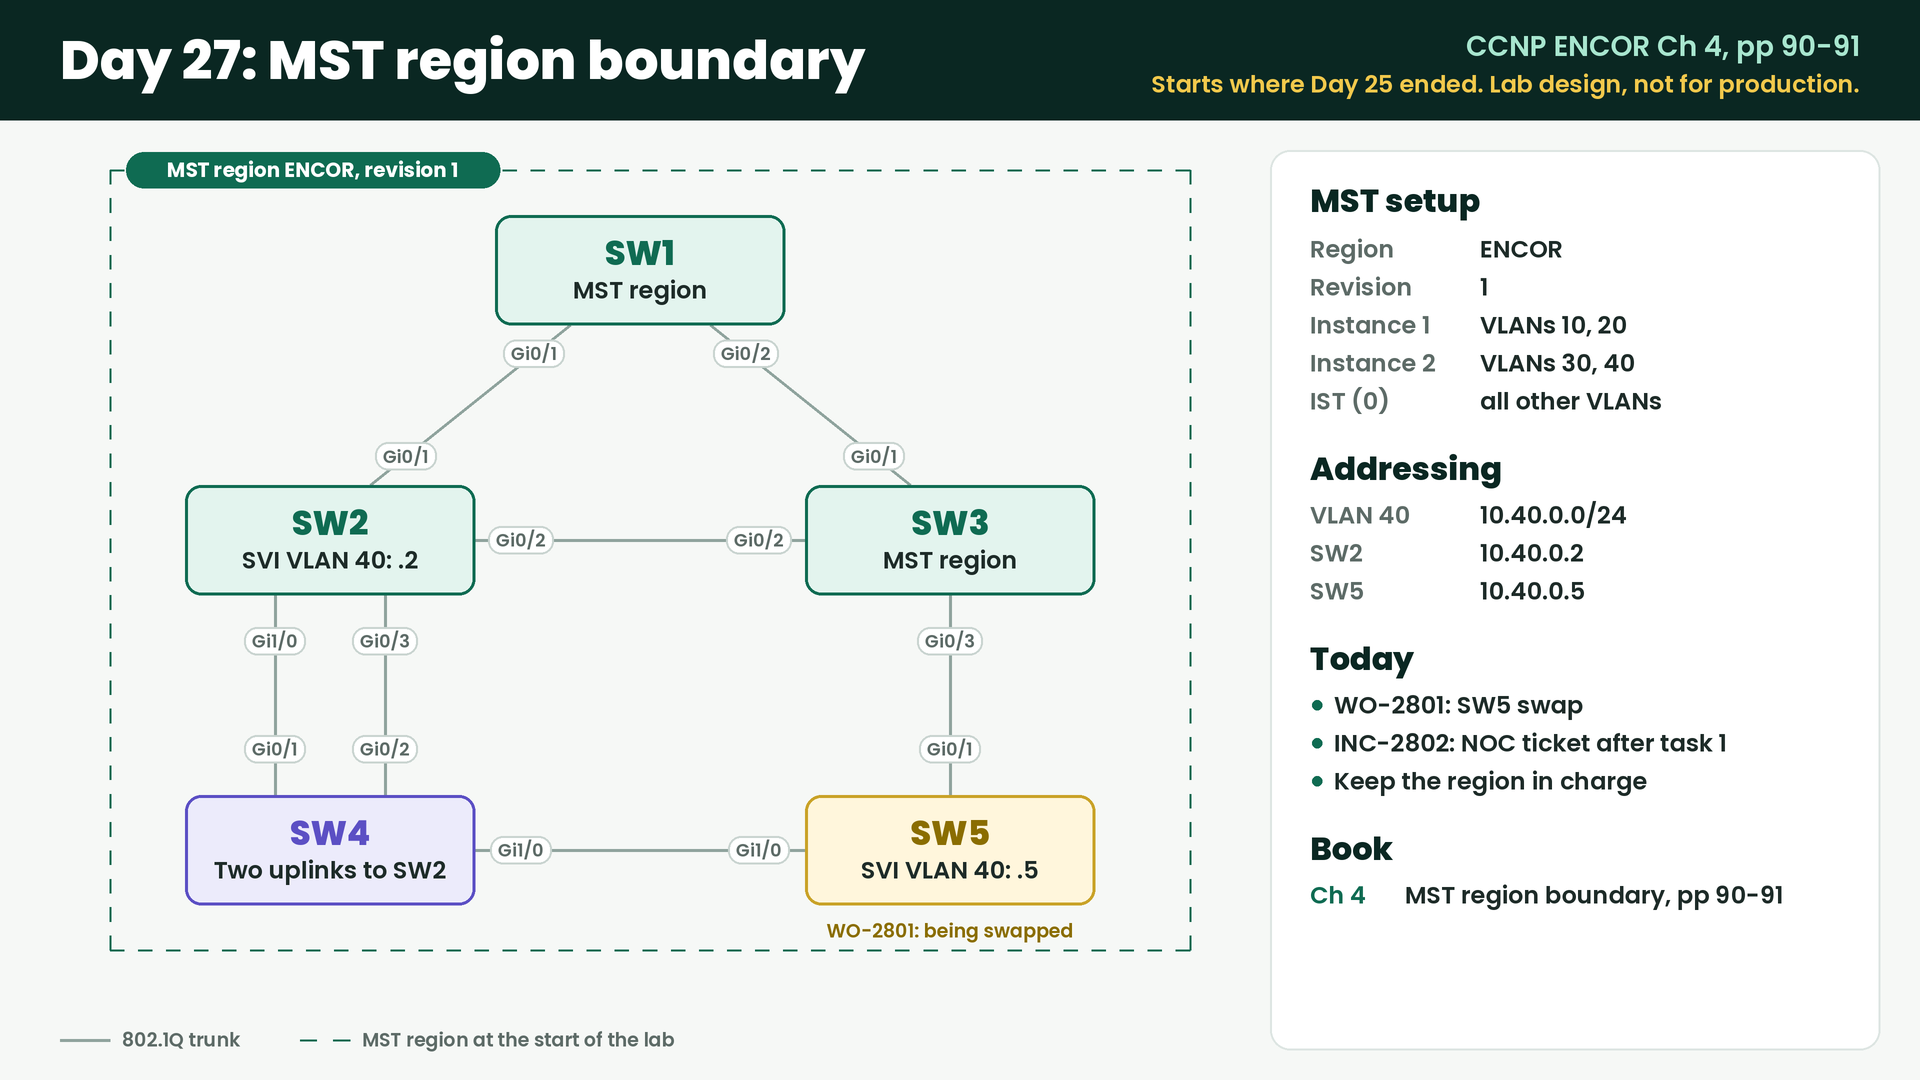 Day 27: MST region boundary
CCNP ENCOR Ch 4, pp 90-91
Starts where Day 25 ended. Lab design, not for production.
MST region ENCOR, revision 1
SW1
MST region
Gi0/1
Gi0/2
Gi0/1
Gi0/1
SW2
SVI VLAN 40: .2
Gi0/2
Gi0/2
SW3
MST region
Gi1/0
Gi0/3
Gi0/3
Gi0/1
Gi0/2
Gi0/1
SW4
Two uplinks to SW2
Gi1/0
Gi1/0
SW5
SVI VLAN 40: .5
WO-2801: being swapped
802.1Q trunk
MST region at the start of the lab
MST setup
Region ENCOR
Revision 1
Instance 1 VLANs 10, 20
Instance 2 VLANs 30, 40
IST (0) all other VLANs
Addressing
VLAN 40 10.40.0.0/24
SW2 10.40.0.2
SW5 10.40.0.5
Today
• WO-2801: SW5 swap
• INC-2802: NOC ticket after task 1
• Keep the region in charge
Book
Ch 4 MST region boundary, pp 90-91